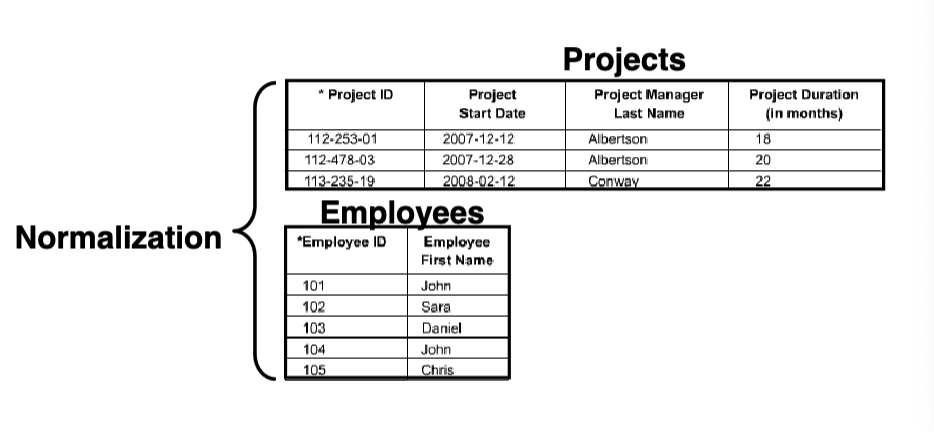 Projects
* Project ID Project Start Date Project Manager Last Name Project Duration (in months)
112-253-01 2007-12-12 Albertson 18
112-478-03 2007-12-28 Albertson 20
113-235-19 2008-02-12 Conway 22
Normalization
Employees
*Employee ID Employee First Name
101 John
102 Sara
103 Daniel
104 John
105 Chris